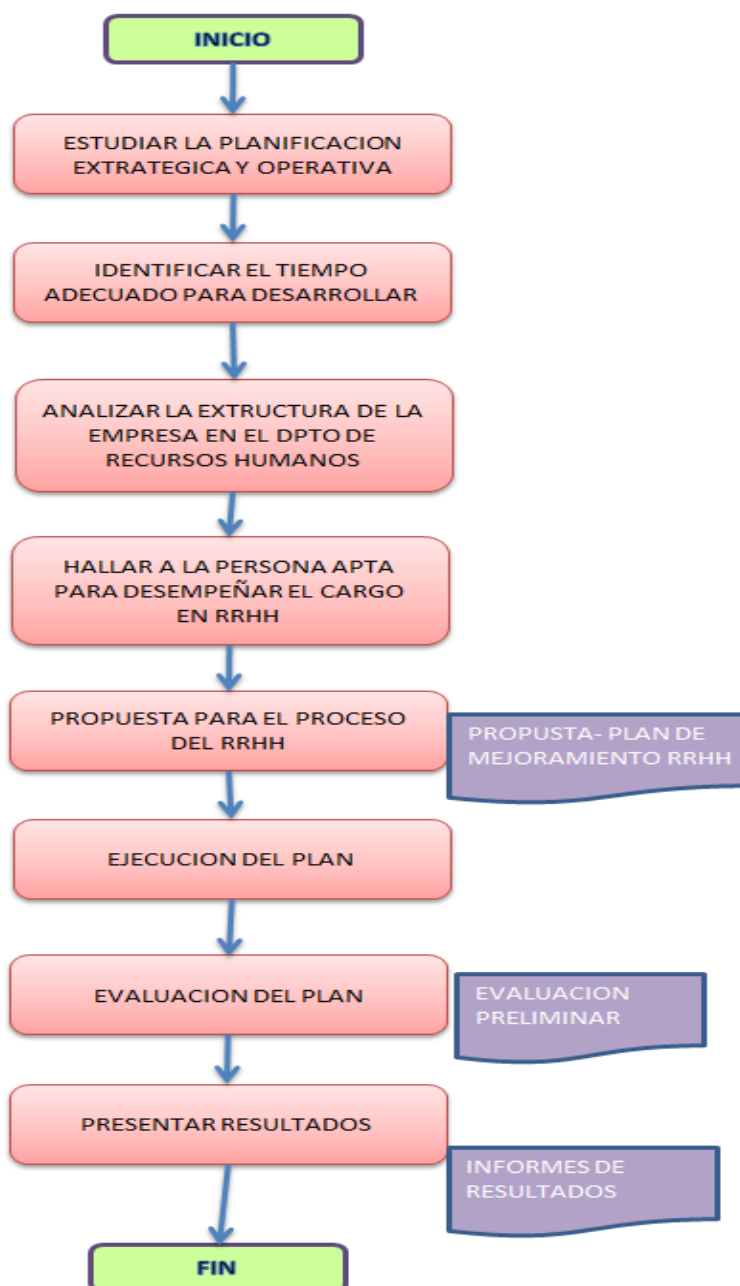 INICIO
ESTUDIAR LA PLANIFICACION
EXTRATEGICA Y OPERATIVA
IDENTIFICAR EL TIEMPO
ADECUADO PARA DESARROLLAR
ANALIZAR LA EXTRUCTURA DE LA
EMPRESA EN EL DPTO DE
RECURSOS HUMANOS
HALLAR A LA PERSONA APTA
PARA DESEMPEÑAR EL CARGO
EN RRHH
PROPUESTA PARA EL PROCESO
DEL RRHH
PROPUSTA- PLAN DE
MEJORAMIENTO RRHH
EJECUCION DEL PLAN
EVALUACION DEL PLAN
EVALUACION
PRELIMINAR
PRESENTAR RESULTADOS
INFORMES DE
RESULTADOS
FIN